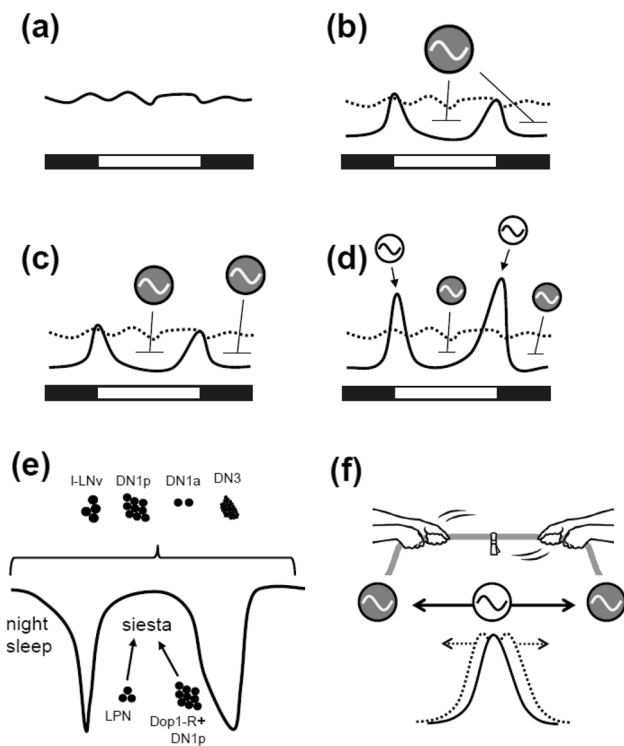 (a)
(b)
(c)
(d)
(e)
l-LNv DN1p DN1a DN3
night
sleep
siesta
LPN
Dop1-R+
DN1p
(f)